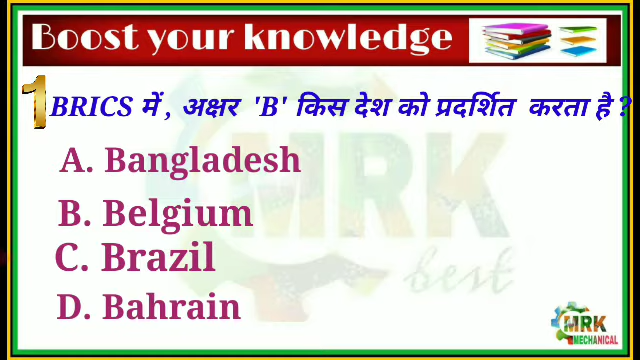 Boost your knowledge
1 BRICS में , अक्षर 'B' किस देश को प्रदर्शित करता है ?
A. Bangladesh
B. Belgium
C. Brazil
D. Bahrain
MRK
best
MRK
MECHANICAL